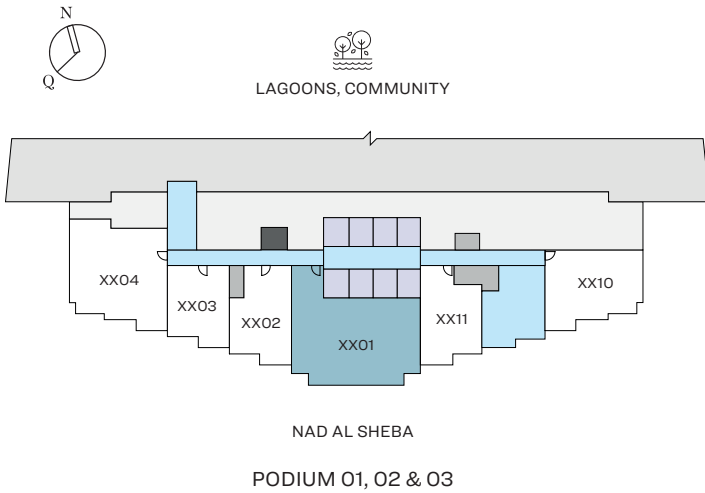 N
Q
LAGOONS, COMMUNITY
XX04
XX03
XX02
XX01
XX11
XX10
NAD AL SHEBA
PODIUM 01, 02 & 03